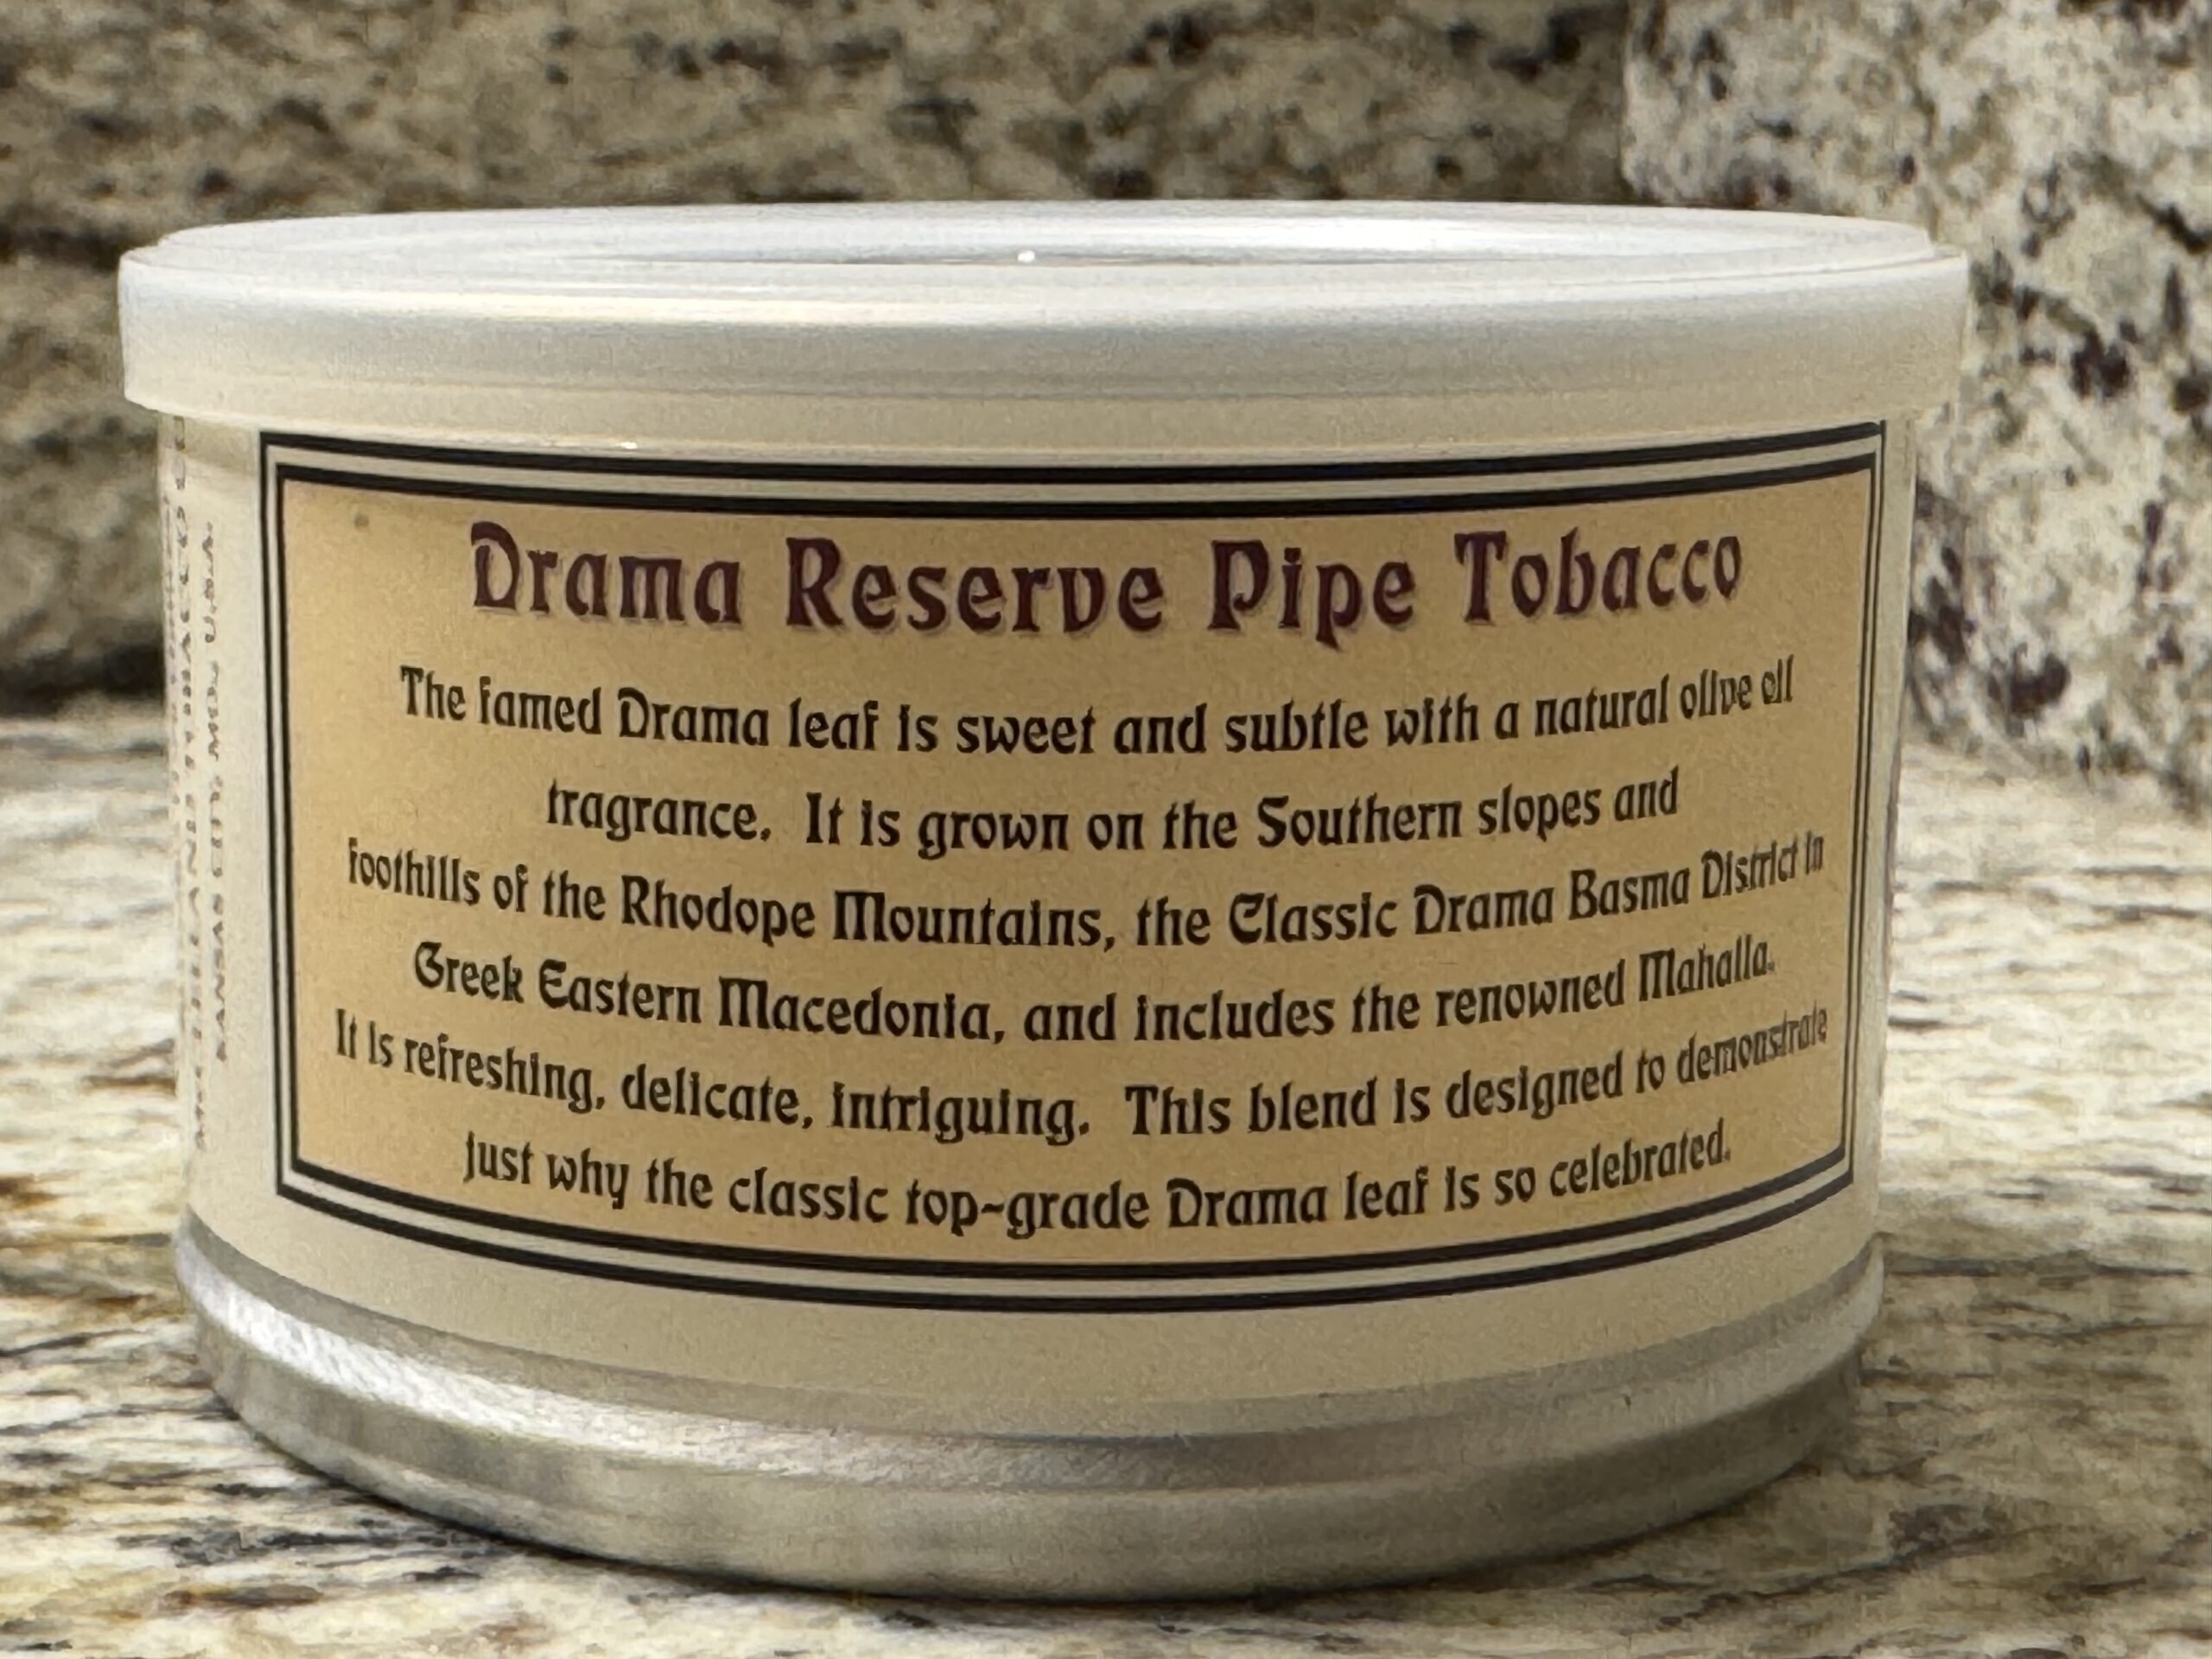 Drama Reserve Pipe Tobacco
The famed Drama leaf is sweet and subtle with a natural olive oil
fragrance. It is grown on the Southern slopes and
foothills of the Rhodope Mountains, the Classic Drama Basma District in
Greek Eastern Macedonia, and includes the renowned Mahalla.
It is refreshing, delicate, intriguing. This blend is designed to demonstrate
just why the classic top-grade Drama leaf is so celebrated.